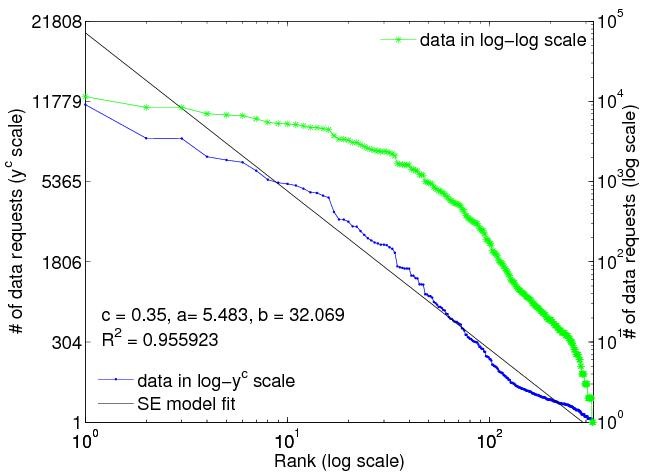 21808
11779
5365
1806
304
1
# of data requests (y^c scale)
10^5
10^4
10^3
10^2
10^1
10^0
# of data requests (log scale)
data in log-log scale
c = 0.35, a= 5.483, b = 32.069
R^2 = 0.955923
data in log-y^c scale
SE model fit
10^0 10^1 10^2
Rank (log scale)